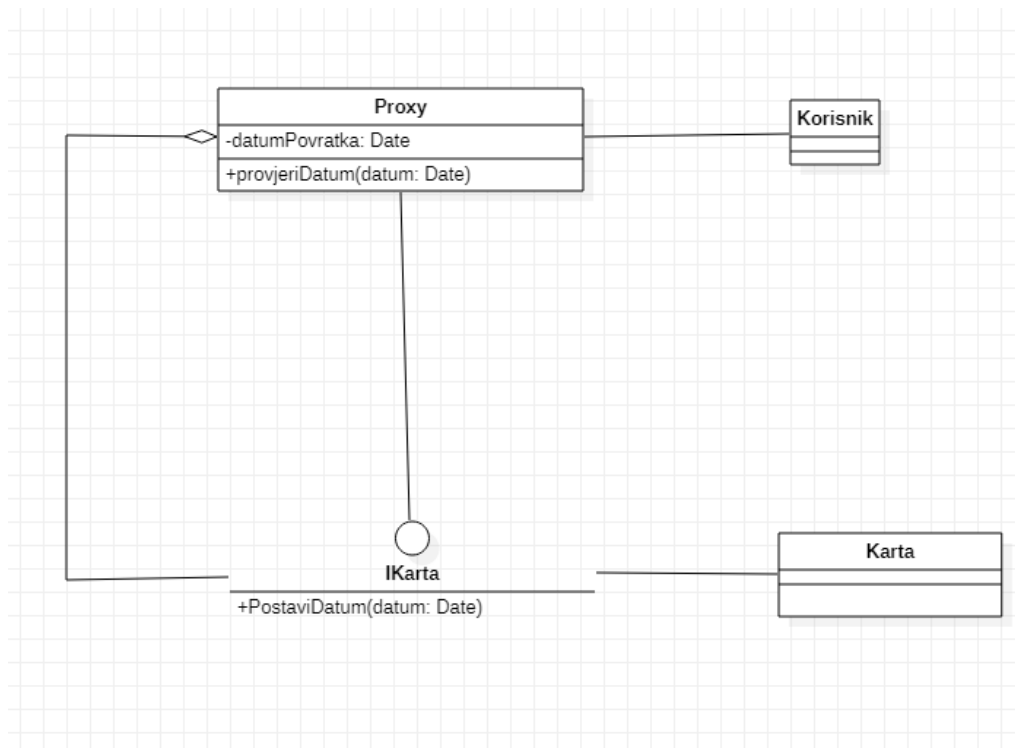 Proxy
-datumPovratka: Date
+provjeriDatum(datum: Date)
Korisnik
IKarta
+PostaviDatum(datum: Date)
Karta